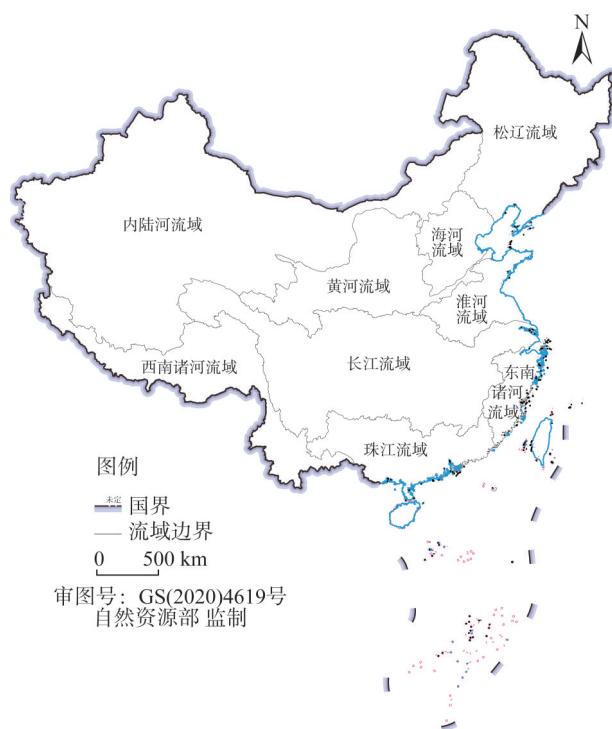 N
松辽流域
内陆河流域
海河
流域
黄河流域
淮河
流域
长江流域
西南诸河流域
东南
诸河
流域
珠江流域
图例
未定
国界
流域边界
0 500 km
审图号：GS(2020)4619号
自然资源部 监制